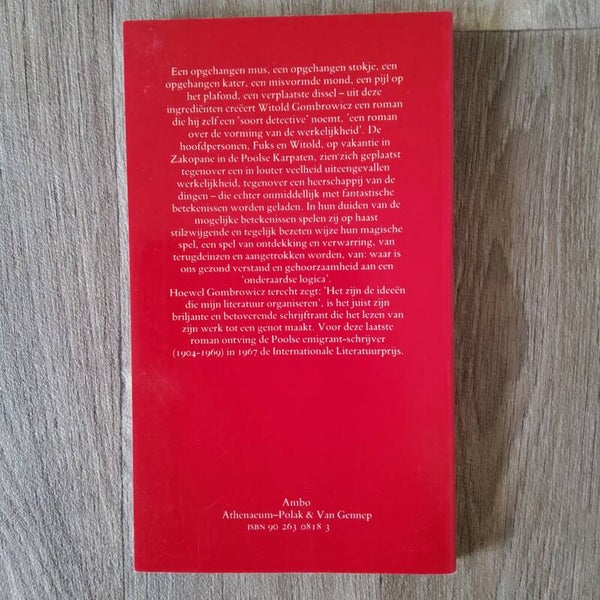 Een opgehangen mus, een opgehangen stokje, een
opgehangen kater, een misvormde mond, een pijl op
het plafond, een verplaatste dissel – uit deze
ingrediënten creëert Witold Gombrowicz een roman
die hij zelf een 'soort detective' noemt, 'een roman
over de vorming van de werkelijkheid'. De
hoofdpersonen, Fuks en Witold, op vakantie in
Zakopane in de Poolse Karpaten, zien zich geplaatst
tegenover een in louter veelheid uiteengevallen
werkelijkheid, tegenover een heerschappij van de
dingen – die echter onmiddellijk met fantastische
betekenissen worden geladen. In hun duiden van de
mogelijke betekenissen spelen zij op haast
stilzwijgende en tegelijk bezeten wijze hun magische
spel, een spel van ontdekking en verwarring, van
terugdeinzen en aangetrokken worden, van: waar is
ons gezond verstand en gehoorzaamheid aan een
'onderaardse logica'.
Hoewel Gombrowicz terecht zegt: 'Het zijn de ideeën
die mijn literatuur organiseren', is het juist zijn
briljante en betoverende schrijftrant die het lezen van
zijn werk tot een genot maakt. Voor deze laatste
roman ontving de Poolse emigrant-schrijver
(1904-1969) in 1967 de Internationale Literatuurprijs.
Ambo
Athenaeum–Polak & Van Gennep
ISBN 90 263 0818 3